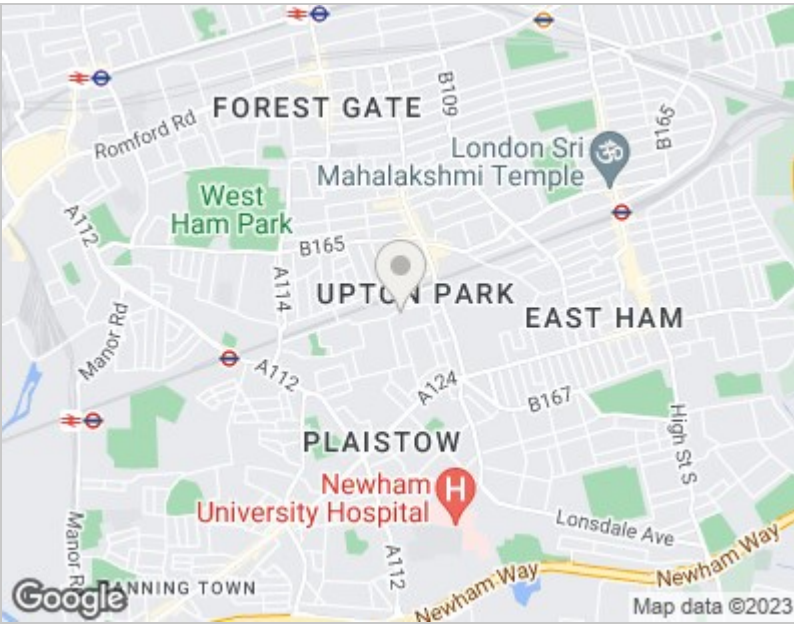 FOREST GATE
B109
B165
Romford Rd
London Sri
Mahalakshmi Temple
West
Ham Park
A112
B165
A114
UPTON PARK
EAST HAM
Manor Rd
A112
A124
B167
High St S
PLAISTOW
Newham
University Hospital
H
Lonsdale Ave
Manor Rd
A112
Newham Way
Newham Way
ANNING TOWN
Google
Map data ©2023